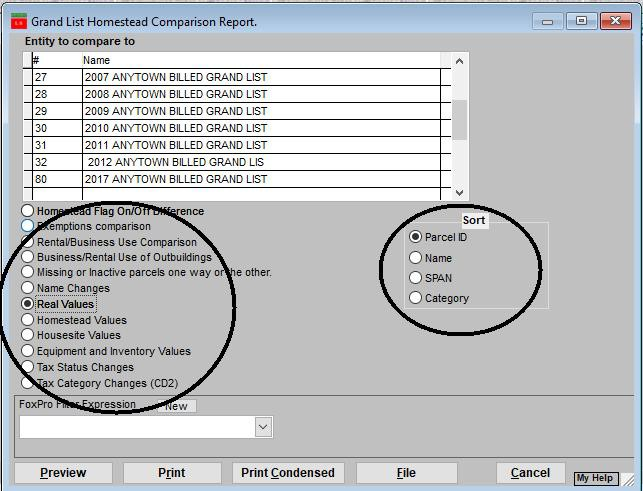 Grand List Homestead Comparison Report.
Entity to compare to
# Name
27 2007 ANYTOWN BILLED GRAND LIST
28 2008 ANYTOWN BILLED GRAND LIST
29 2009 ANYTOWN BILLED GRAND LIST
30 2010 ANYTOWN BILLED GRAND LIST
31 2011 ANYTOWN BILLED GRAND LIST
32 2012 ANYTOWN BILLED GRAND LIS
80 2017 ANYTOWN BILLED GRAND LIST
Homestead Flag On/Off Difference
Exemptions comparison
Rental/Business Use Comparison
Business/Rental Use of Outbuildings
Missing or Inactive parcels one way or the other.
Name Changes
Real Values
Homestead Values
Housesite Values
Equipment and Inventory Values
Tax Status Changes
Tax Category Changes (CD2)
Sort
Parcel ID
Name
SPAN
Category
FoxPro Filter Expression New
Preview Print Print Condensed File Cancel My Help